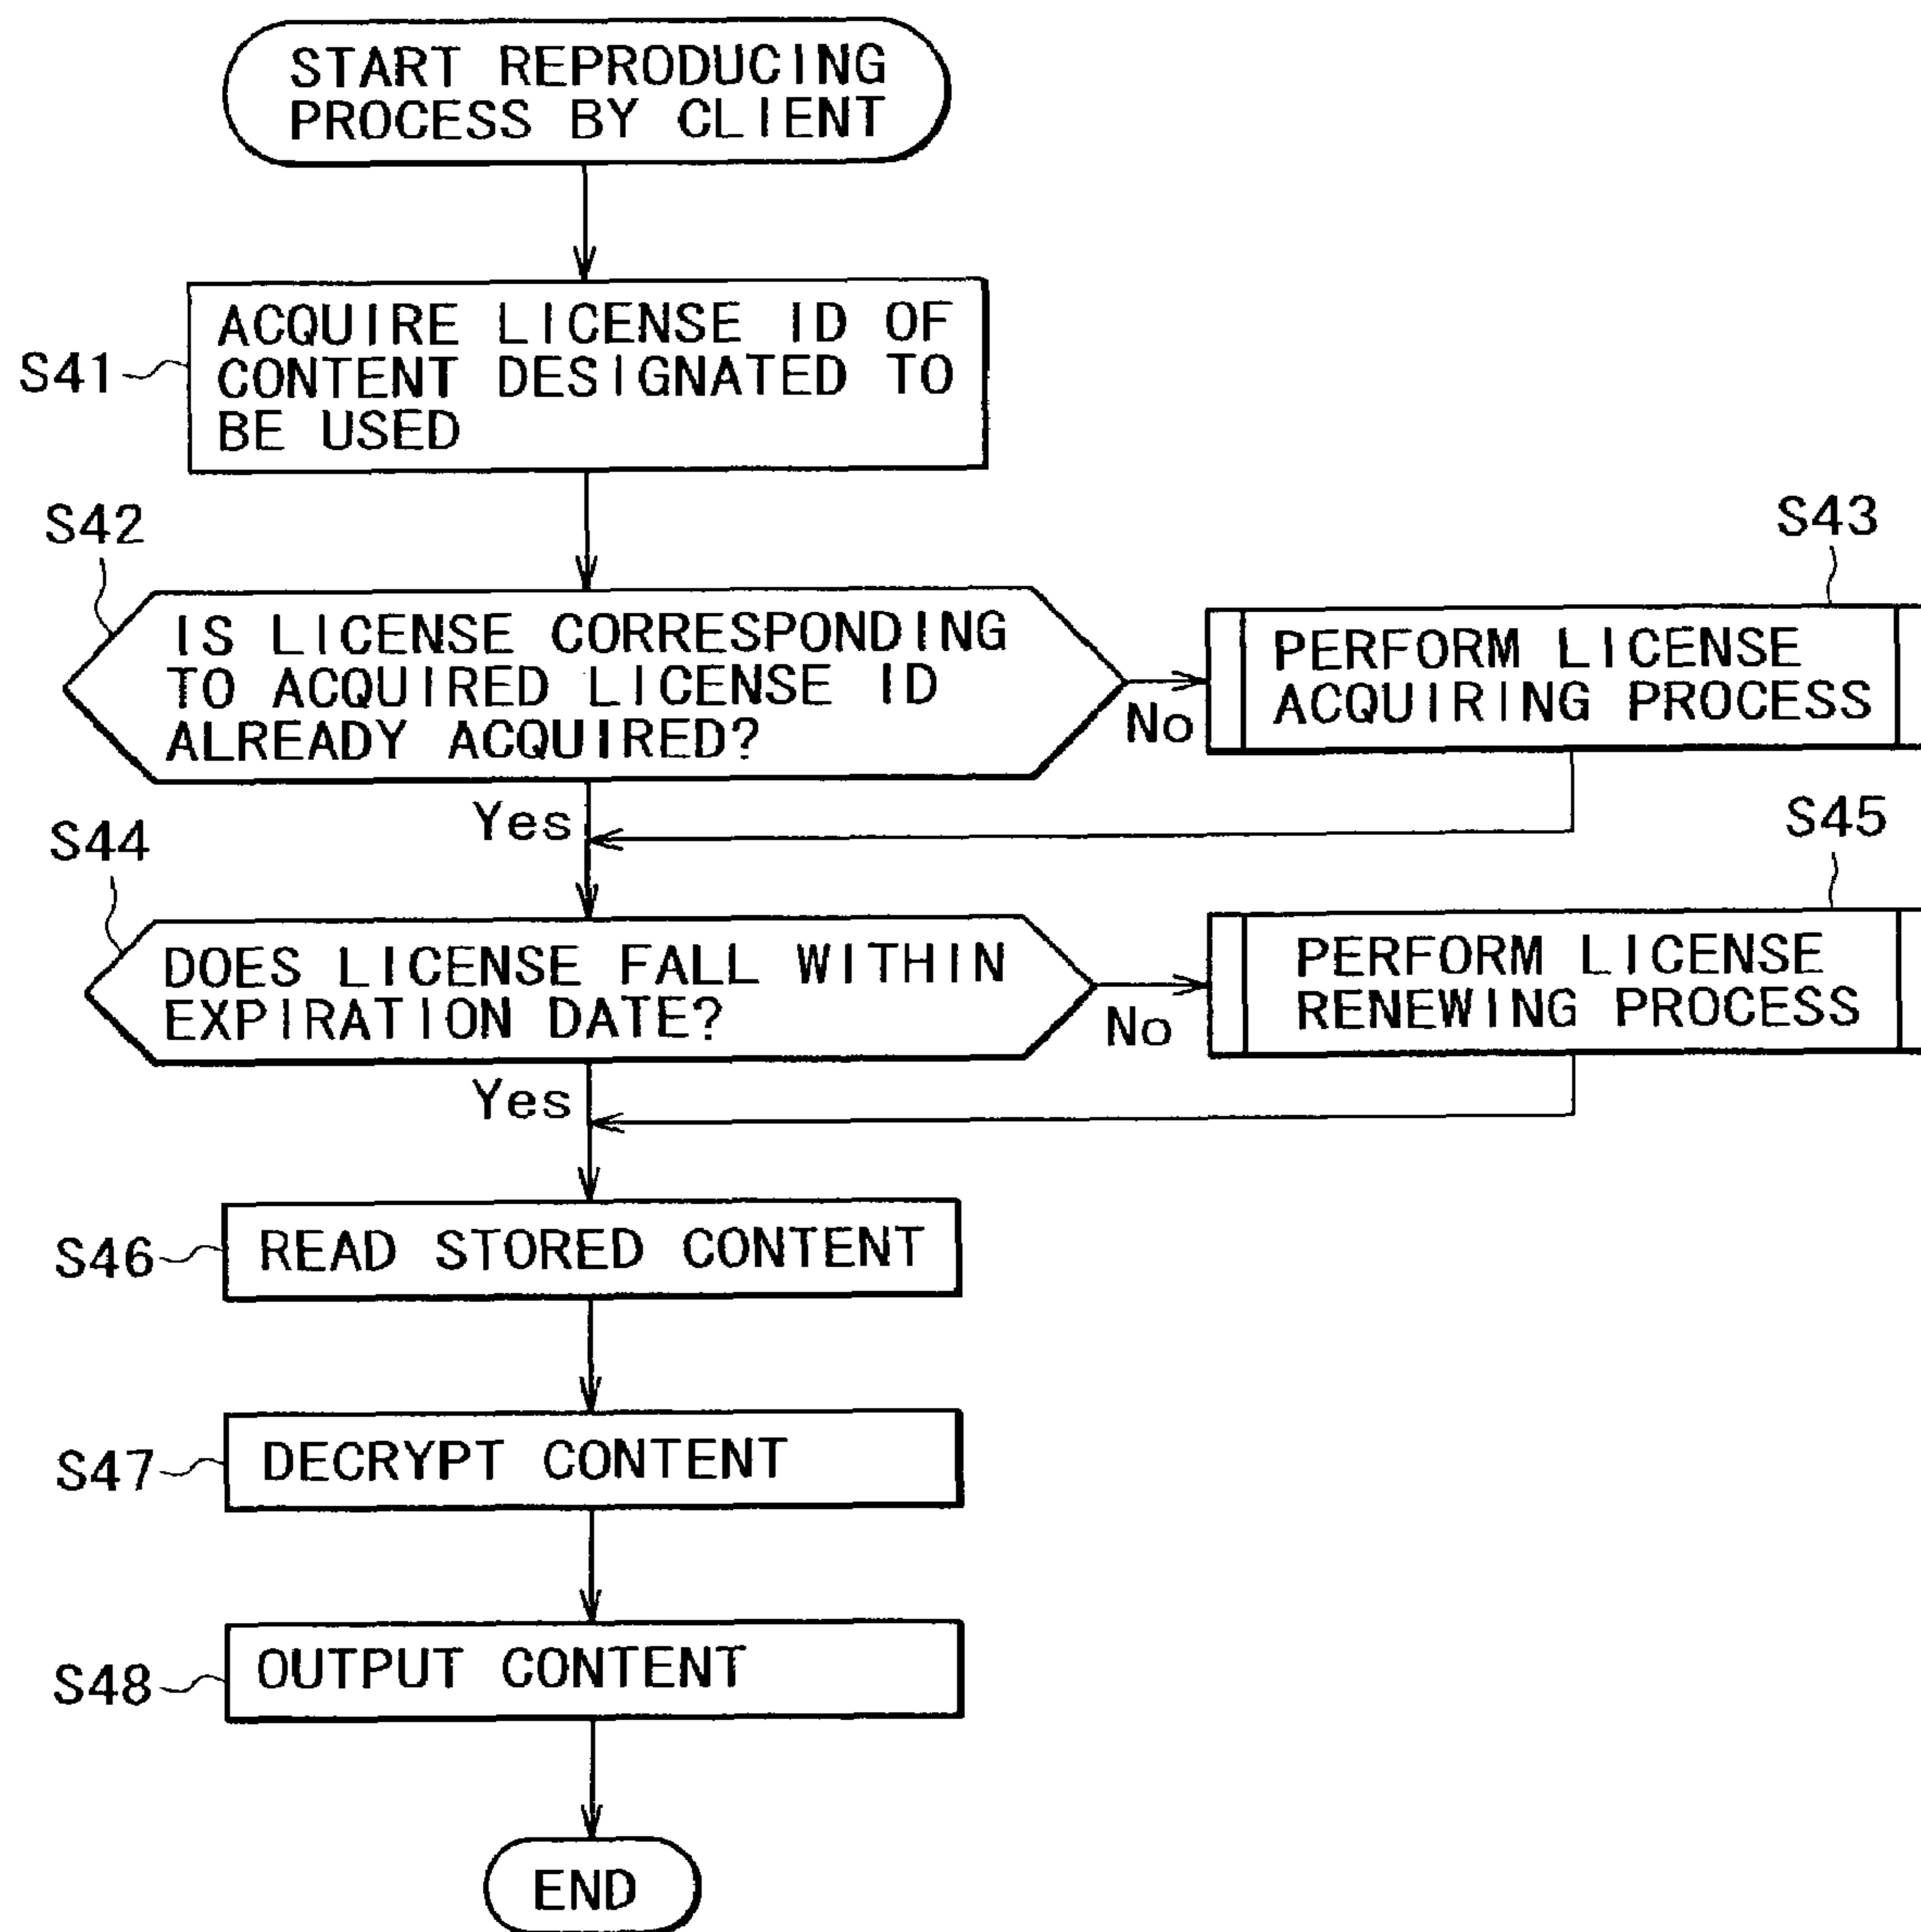 START REPRODUCING
PROCESS BY CLIENT
S41
ACQUIRE LICENSE ID OF
CONTENT DESIGNATED TO
BE USED
S42
IS LICENSE CORRESPONDING
TO ACQUIRED LICENSE ID
ALREADY ACQUIRED?
No
S43
PERFORM LICENSE
ACQUIRING PROCESS
Yes
S44
DOES LICENSE FALL WITHIN
EXPIRATION DATE?
No
S45
PERFORM LICENSE
RENEWING PROCESS
Yes
S46
READ STORED CONTENT
S47
DECRYPT CONTENT
S48
OUTPUT CONTENT
END